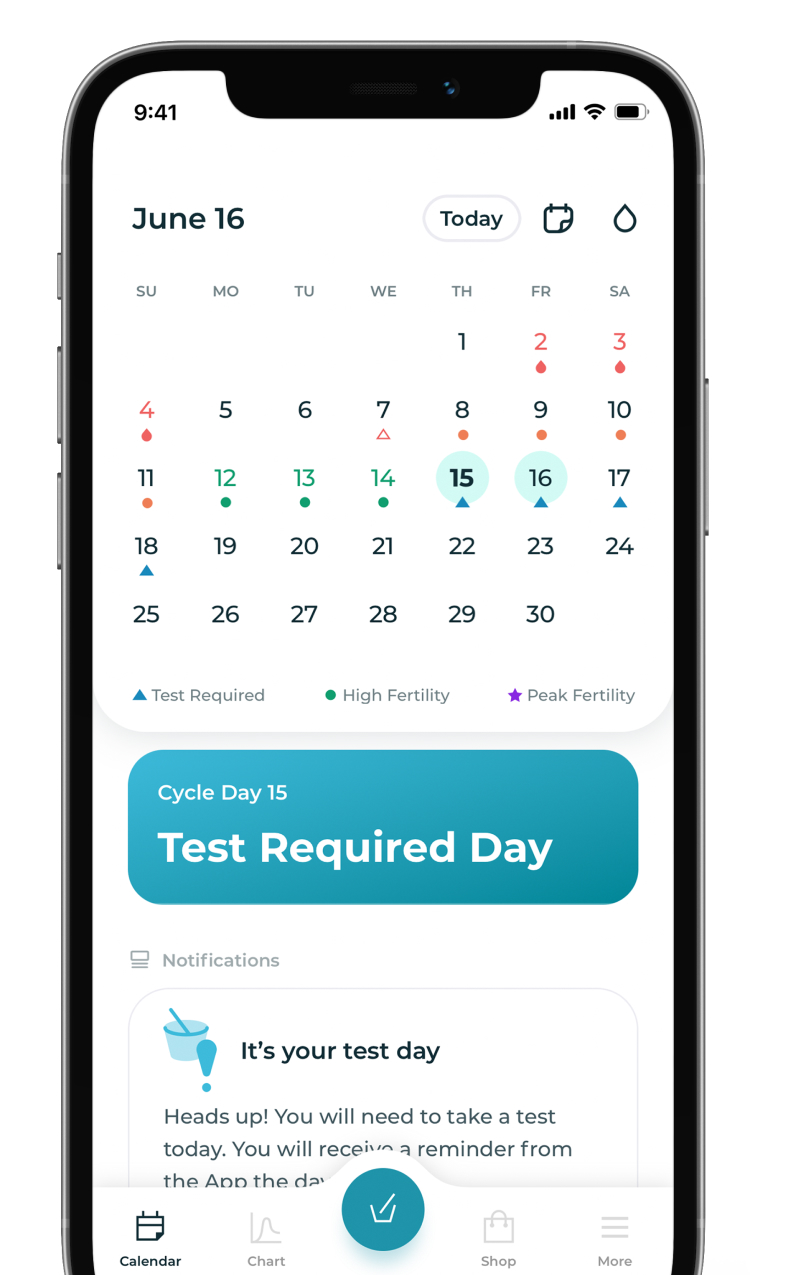 9:41
June 16 Today
SU MO TU WE TH FR SA
1 2 3
4 5 6 7 8 9 10
11 12 13 14 15 16 17
18 19 20 21 22 23 24
25 26 27 28 29 30
Test Required High Fertility Peak Fertility
Cycle Day 15
Test Required Day
Notifications
It's your test day
Heads up! You will need to take a test
today. You will receive a reminder from
the App the day
Calendar Chart Shop More